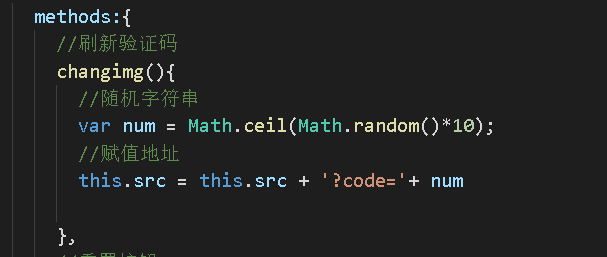 methods:{
//刷新验证码
changimg(){
//随机字符串
var num = Math.ceil(Math.random()*10);
//赋值地址
this.src = this.src + '?code='+ num
},